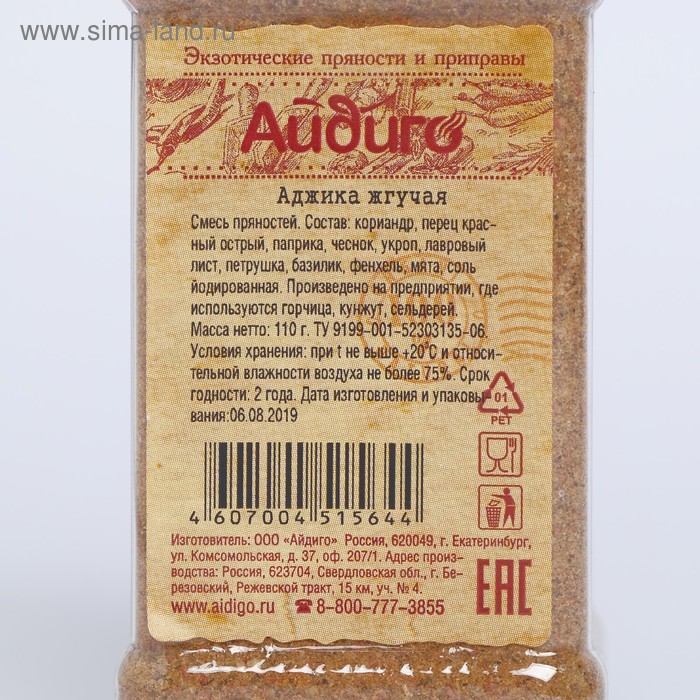 © www.sima-land.ru
Экзотические пряности и приправы
Айдиго
Аджика жгучая
Смесь пряностей. Состав: кориандр, перец крас-
ный острый, паприка, чеснок, укроп, лавровый
лист, петрушка, базилик, фенхель, мята, соль
йодированная. Произведено на предприятии, где
используются горчица, кунжут, сельдерей.
Масса нетто: 110 г. ТУ 9199-001-52303135-06.
Условия хранения: при t не выше +20°С и относи-
тельной влажности воздуха не более 75%. Срок
годности: 2 года. Дата изготовления и упаковы-
вания:06.08.2019
01
PET
4 607004 515644
Изготовитель: ООО «Айдиго» Россия, 620049, г. Екатеринбург,
ул. Комсомольская, д. 37, оф. 207/1. Адрес произ-
водства: Россия, 623704, Свердловская обл., г. Бе-
резовский, Режевской тракт, 15 км, уч. № 4.
www.aidigo.ru ☎8-800-777-3855
EAC